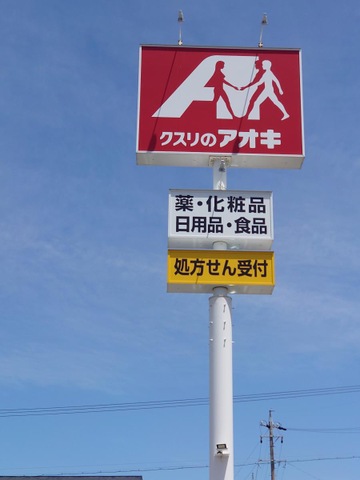 クスリのアオキ
薬・化粧品
日用品・食品
処方せん受付